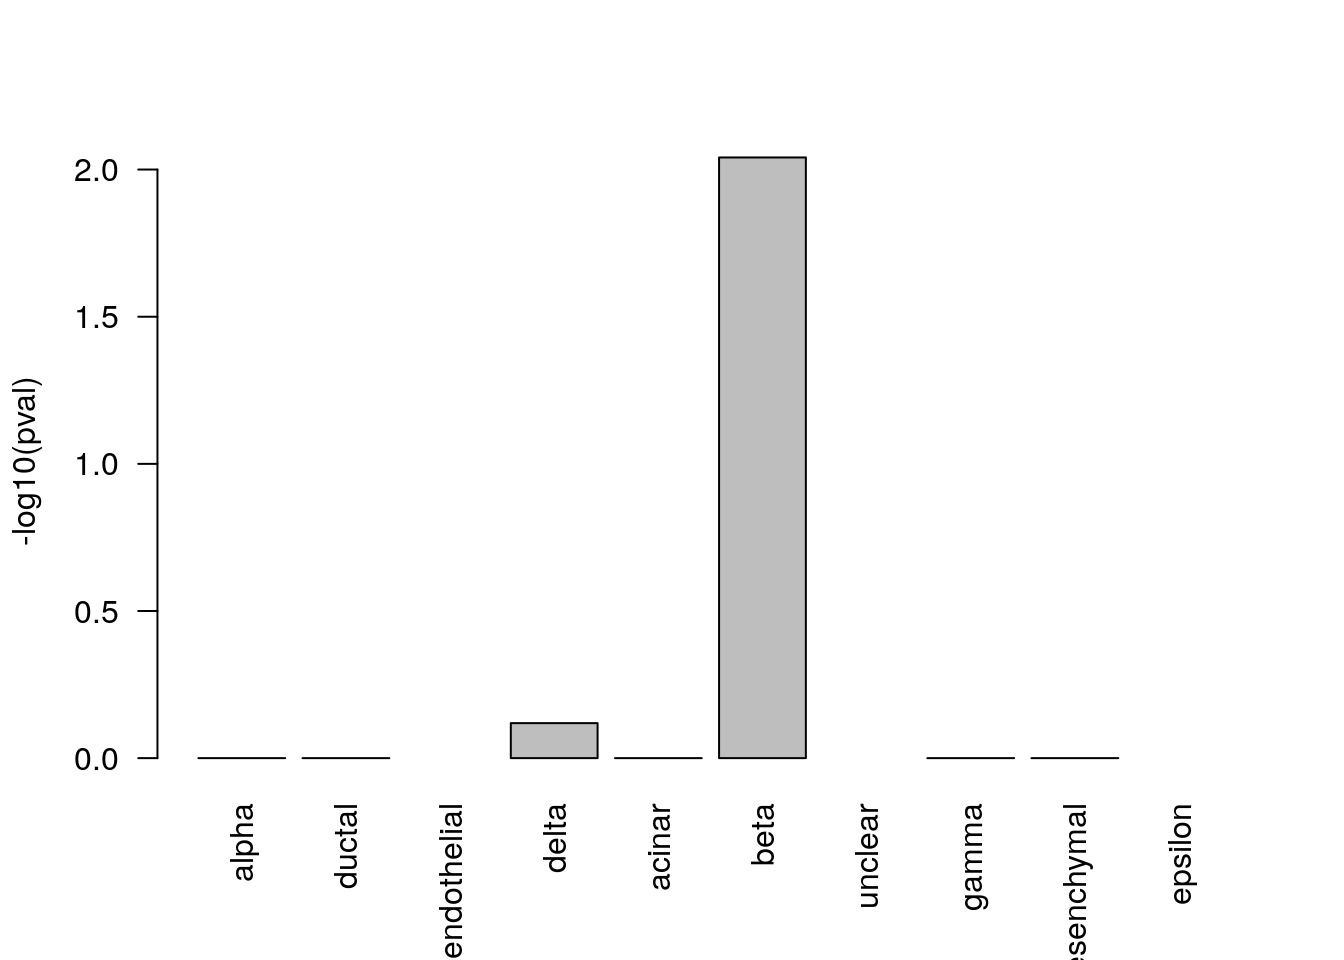 2.0
1.5
1.0
0.5
0.0
-log10(pval)
alpha
ductal
endothelial
delta
acinar
beta
unclear
gamma
esenchymal
epsilon